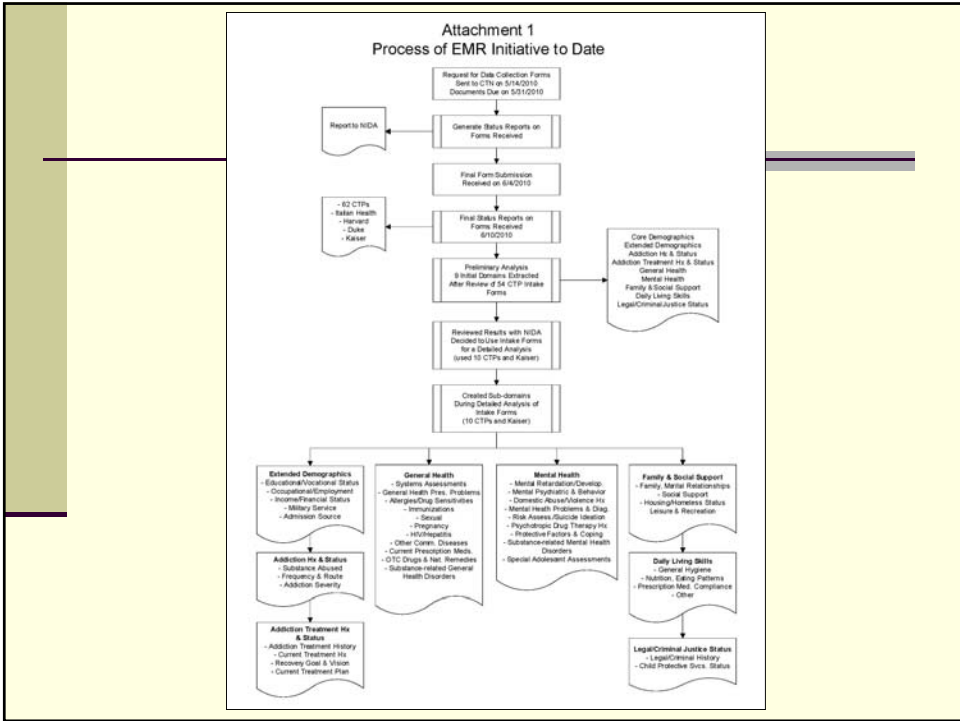 Attachment 1
Process of EMR Initiative to Date
Request for Data Collection Forms
Sent to CTN on 5/14/2010
Documents Due on 5/31/2010
Report to NIDA
Generate Status Reports on
Forms Received
Final Form Submission
Received on 6/4/2010
- 62 CTPs
- Italian Health
- Harvard
- Duke
- Kaiser
Final Status Reports on
Forms Received
6/10/2010
Core Demographics
Extended Demographics
Addiction Hx & Status
Addiction Treatment Hx & Status
General Health
Mental Health
Family & Social Support
Daily Living Skills
Legal/Criminal Justice Status
Preliminary Analysis
9 Initial Domains Extracted
After Review of 54 CTP Intake
Forms
Reviewed Results with NIDA
Decided to Use Intake Forms
for a Detailed Analysis
(used 10 CTPs and Kaiser)
Created Sub-domains
During Detailed Analysis of
Intake Forms
(10 CTPs and Kaiser)
Extended Demographics
- Educational/Vocational Status
- Occupational/Employment
- Income/Financial Status
- Military Service
- Admission Source
Addiction Hx & Status
- Substance Abused
- Frequency & Route
- Addiction Severity
Addiction Treatment Hx
& Status
- Addiction Treatment History
- Current Treatment Hx
- Recovery Goal & Vision
- Current Treatment Plan
General Health
- Systems Assessments
- General Health Pres. Problems
- Allergies/Drug Sensitivities
- Immunizations
- Sexual
- Pregnancy
- HIV/Hepatitis
- Other Comm. Diseases
- Current Prescription Meds.
- OTC Drugs & Nat. Remedies
- Substance-related General
Health Disorders
Mental Health
- Mental Retardation/Develop.
- Mental Psychiatric & Behavior
- Domestic Abuse/Violence Hx
- Mental Heath Problems & Diag.
- Risk Assess./Suicide Ideation
- Psychotropic Drug Therapy Hx
- Protective Factors & Coping
- Substance-related Mental Health
Disorders
- Special Adolescent Assessments
Family & Social Support
- Family, Marital Relationships
- Social Support
- Housing/Homeless Status
Leisure & Recreation
Daily Living Skills
- General Hygiene
- Nutrition, Eating Patterns
- Prescription Med. Compliance
- Other
Legal/Criminal Justice Status
- Legal/Criminal History
- Child Protective Svcs. Status